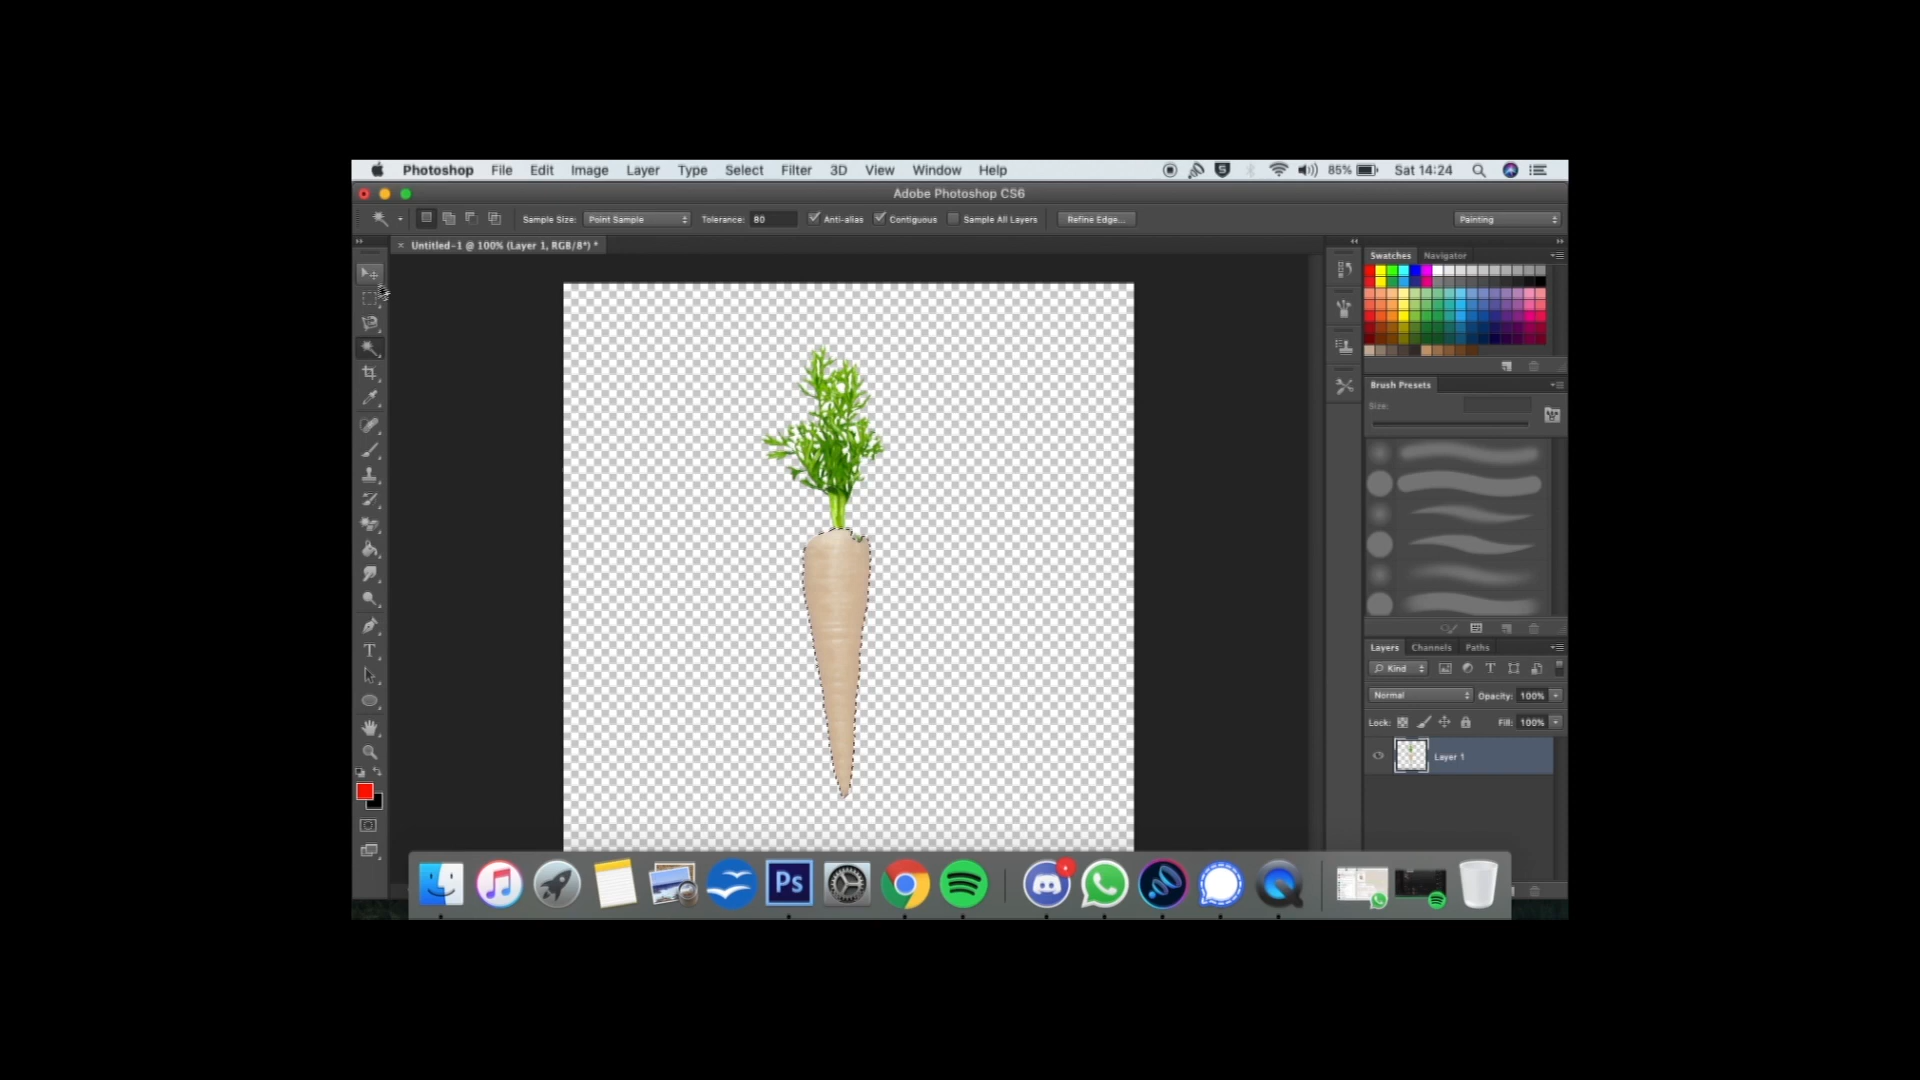 Photoshop File Edit Image Layer Type Select Filter 3D View Window Help 85% Sat 14:24
Adobe Photoshop CS6
Sample Size: Point Sample Tolerance: 80 Anti-alias Contiguous Sample All Layers Refine Edge... Painting
× Untitled-1 @ 100% (Layer 1, RGB/8*) *
Swatches Navigator
Brush Presets
Size:
Layers Channels Paths
Kind
Normal Opacity: 100%
Lock: Fill: 100%
Layer 1
Ps